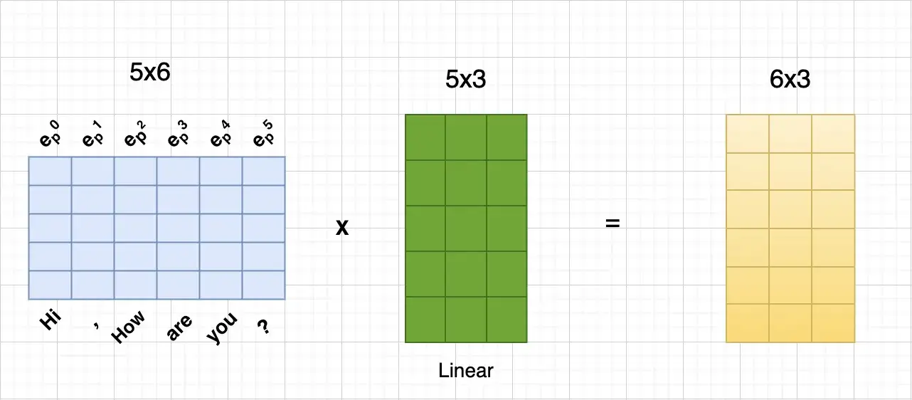 5x6
5x3
6x3
e_p^0 e_p^1 e_p^2 e_p^3 e_p^4 e_p^5
x
=
Hi , How are you ?
Linear